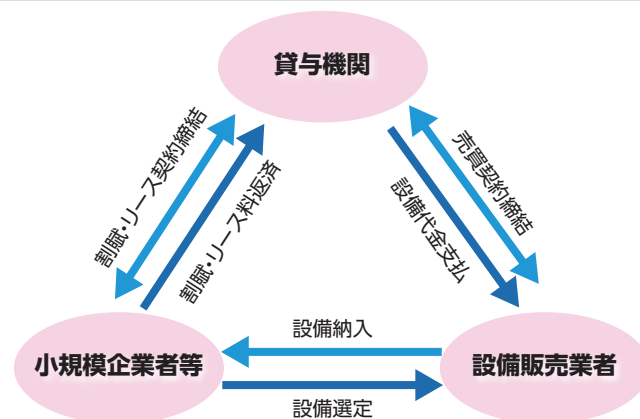 貸与機関
割賦・リース契約締結
割賦・リース料返済
売買契約締結
設備代金支払
設備納入
小規模企業者等
設備販売業者
設備選定